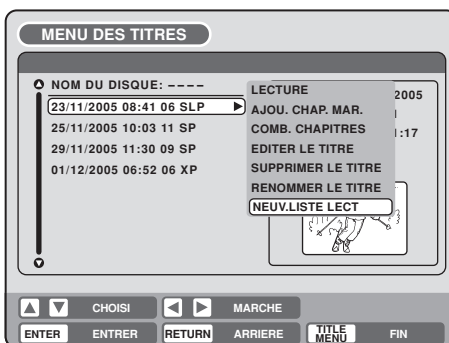 MENU DES TITRES
NOM DU DISQUE: ----
23/11/2005 08:41 06 SLP
25/11/2005 10:03 11 SP
29/11/2005 11:30 09 SP
01/12/2005 06:52 06 XP
LECTURE
AJOU. CHAP. MAR.
COMB. CHAPITRES
EDITER LE TITRE
SUPPRIMER LE TITRE
RENOMMER LE TITRE
NEUV.LISTE LECT
2005
:17
CHOISI MARCHE
ENTER ENTRER RETURN ARRIERE TITLE MENU FIN